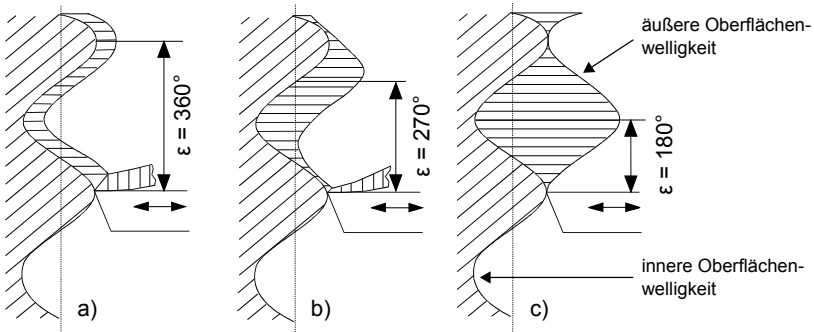 ε = 360°
a)
ε = 270°
b)
ε = 180°
c)
äußere Oberflächen-
welligkeit
innere Oberflächen-
welligkeit